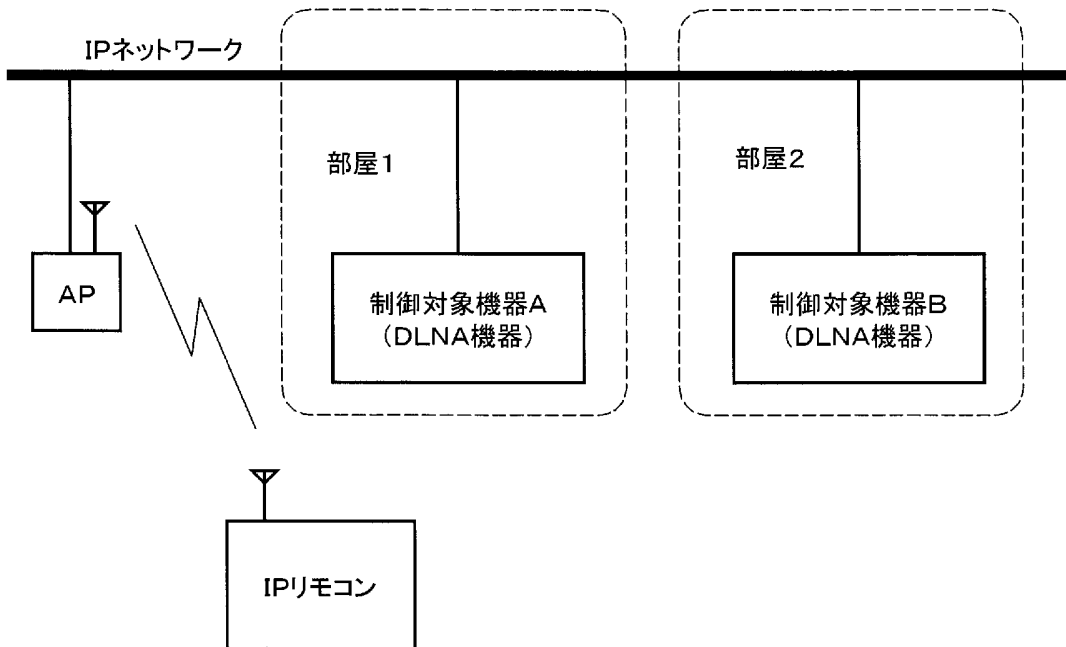 IPネットワーク
部屋1
部屋2
AP
制御対象機器A
(DLNA機器)
制御対象機器B
(DLNA機器)
IPリモコン